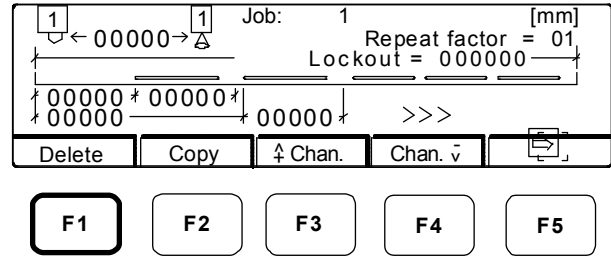 1 1 Job: 1 [mm]
←00000→ Repeat factor = 01
Lockout = 000000
00000 00000
00000 00000 >>>
Delete Copy ⍏ Chan. Chan. v̄
F1 F2 F3 F4 F5